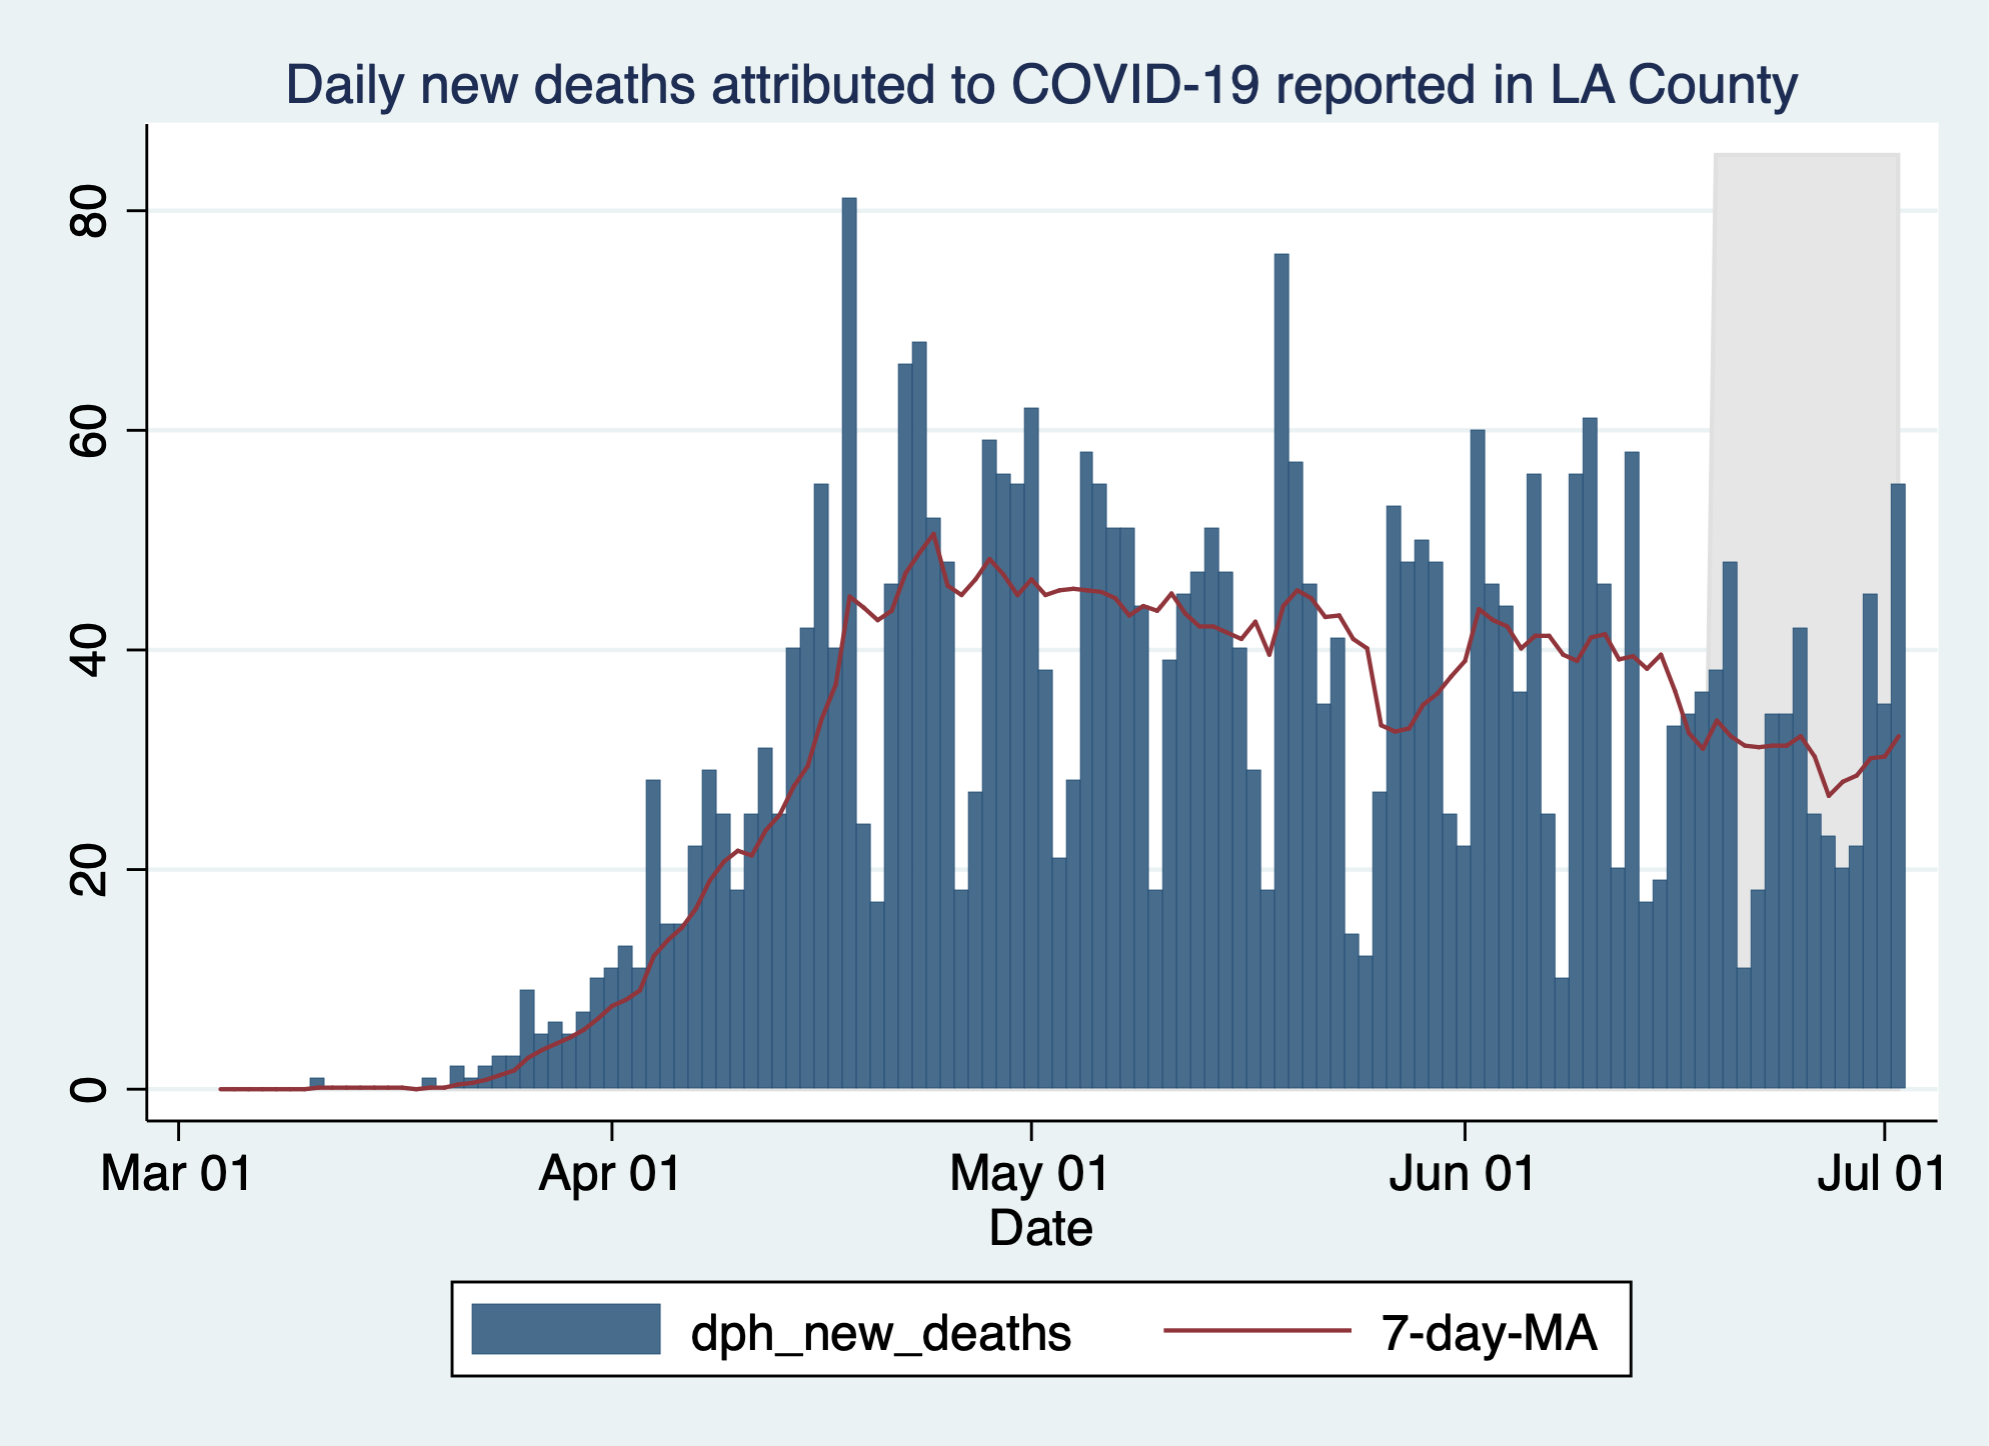 Daily new deaths attributed to COVID-19 reported in LA County
80
60
40
20
0
Mar 01 Apr 01 May 01 Jun 01 Jul 01
Date
dph_new_deaths 7-day-MA